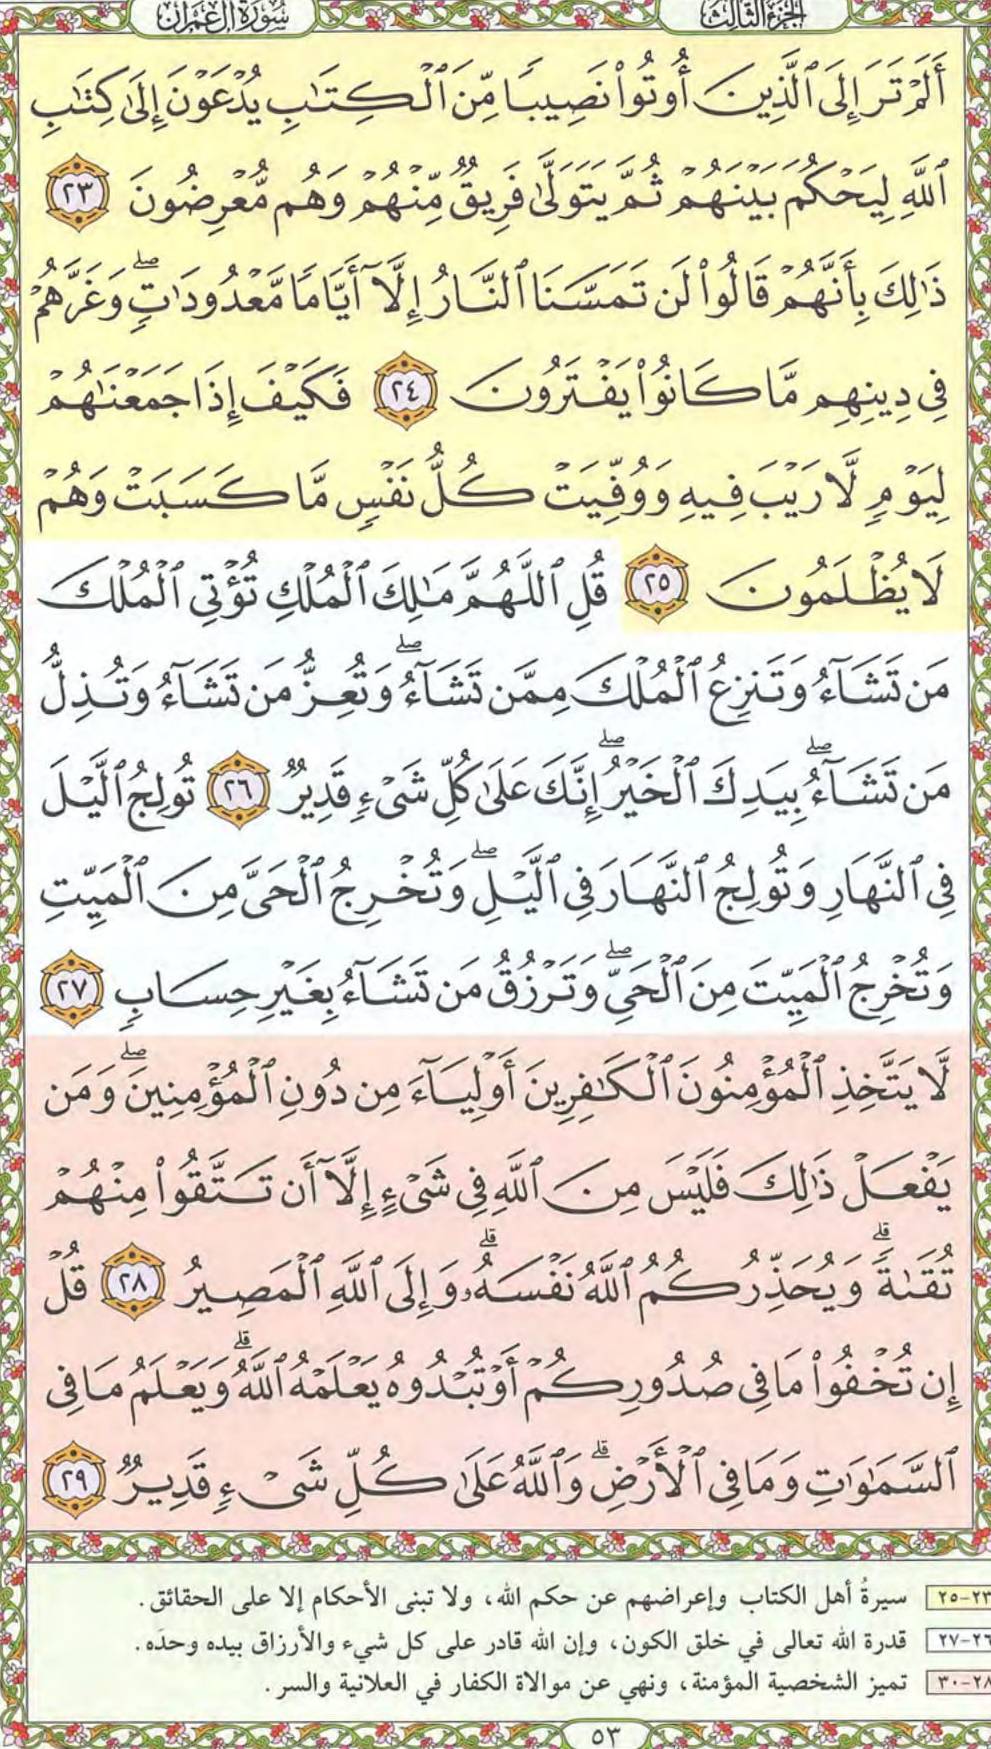 الجزء الثالث
سورة آل عمران
أَلَمْ تَرَ إِلَى ٱلَّذِينَ أُوتُوا۟ نَصِيبًا مِّنَ ٱلْكِتَٰبِ يُدْعَوْنَ إِلَىٰ كِتَٰبِ
ٱللَّهِ لِيَحْكُمَ بَيْنَهُمْ ثُمَّ يَتَوَلَّىٰ فَرِيقٌ مِّنْهُمْ وَهُم مُّعْرِضُونَ ٢٣
ذَٰلِكَ بِأَنَّهُمْ قَالُوا۟ لَن تَمَسَّنَا ٱلنَّارُ إِلَّآ أَيَّامًا مَّعْدُودَٰتٍ ۖ وَغَرَّهُمْ
فِى دِينِهِم مَّا كَانُوا۟ يَفْتَرُونَ ٢٤ فَكَيْفَ إِذَا جَمَعْنَٰهُمْ
لِيَوْمٍ لَّا رَيْبَ فِيهِ وَوُفِّيَتْ كُلُّ نَفْسٍ مَّا كَسَبَتْ وَهُمْ
لَا يُظْلَمُونَ ٢٥ قُلِ ٱللَّهُمَّ مَٰلِكَ ٱلْمُلْكِ تُؤْتِى ٱلْمُلْكَ
مَن تَشَآءُ وَتَنزِعُ ٱلْمُلْكَ مِمَّن تَشَآءُ ۖ وَتُعِزُّ مَن تَشَآءُ وَتُذِلُّ
مَن تَشَآءُ ۖ بِيَدِكَ ٱلْخَيْرُ ۖ إِنَّكَ عَلَىٰ كُلِّ شَىْءٍ قَدِيرٌ ٢٦ تُولِجُ ٱلَّيْلَ
فِى ٱلنَّهَارِ وَتُولِجُ ٱلنَّهَارَ فِى ٱلَّيْلِ ۖ وَتُخْرِجُ ٱلْحَىَّ مِنَ ٱلْمَيِّتِ
وَتُخْرِجُ ٱلْمَيِّتَ مِنَ ٱلْحَىِّ ۖ وَتَرْزُقُ مَن تَشَآءُ بِغَيْرِ حِسَابٍ ٢٧
لَّا يَتَّخِذِ ٱلْمُؤْمِنُونَ ٱلْكَٰفِرِينَ أَوْلِيَآءَ مِن دُونِ ٱلْمُؤْمِنِينَ ۖ وَمَن
يَفْعَلْ ذَٰلِكَ فَلَيْسَ مِنَ ٱللَّهِ فِى شَىْءٍ إِلَّآ أَن تَتَّقُوا۟ مِنْهُمْ
تُقَىٰةً ۗ وَيُحَذِّرُكُمُ ٱللَّهُ نَفْسَهُۥ ۗ وَإِلَى ٱللَّهِ ٱلْمَصِيرُ ٢٨ قُلْ
إِن تُخْفُوا۟ مَا فِى صُدُورِكُمْ أَوْ تُبْدُوهُ يَعْلَمْهُ ٱللَّهُ ۗ وَيَعْلَمُ مَا فِى
ٱلسَّمَٰوَٰتِ وَمَا فِى ٱلْأَرْضِ ۗ وَٱللَّهُ عَلَىٰ كُلِّ شَىْءٍ قَدِيرٌ ٢٩
٢٣-٢٥ سيرةُ أهل الكتاب وإعراضهم عن حكم الله، ولا تبنى الأحكام إلا على الحقائق.
٢٦-٢٧ قدرة الله تعالى في خلق الكون، وإن الله قادر على كل شيء والأرزاق بيده وحدَه.
٢٨-٣٠ تميز الشخصية المؤمنة، ونهي عن موالاة الكفار في العلانية والسر.
٥٣